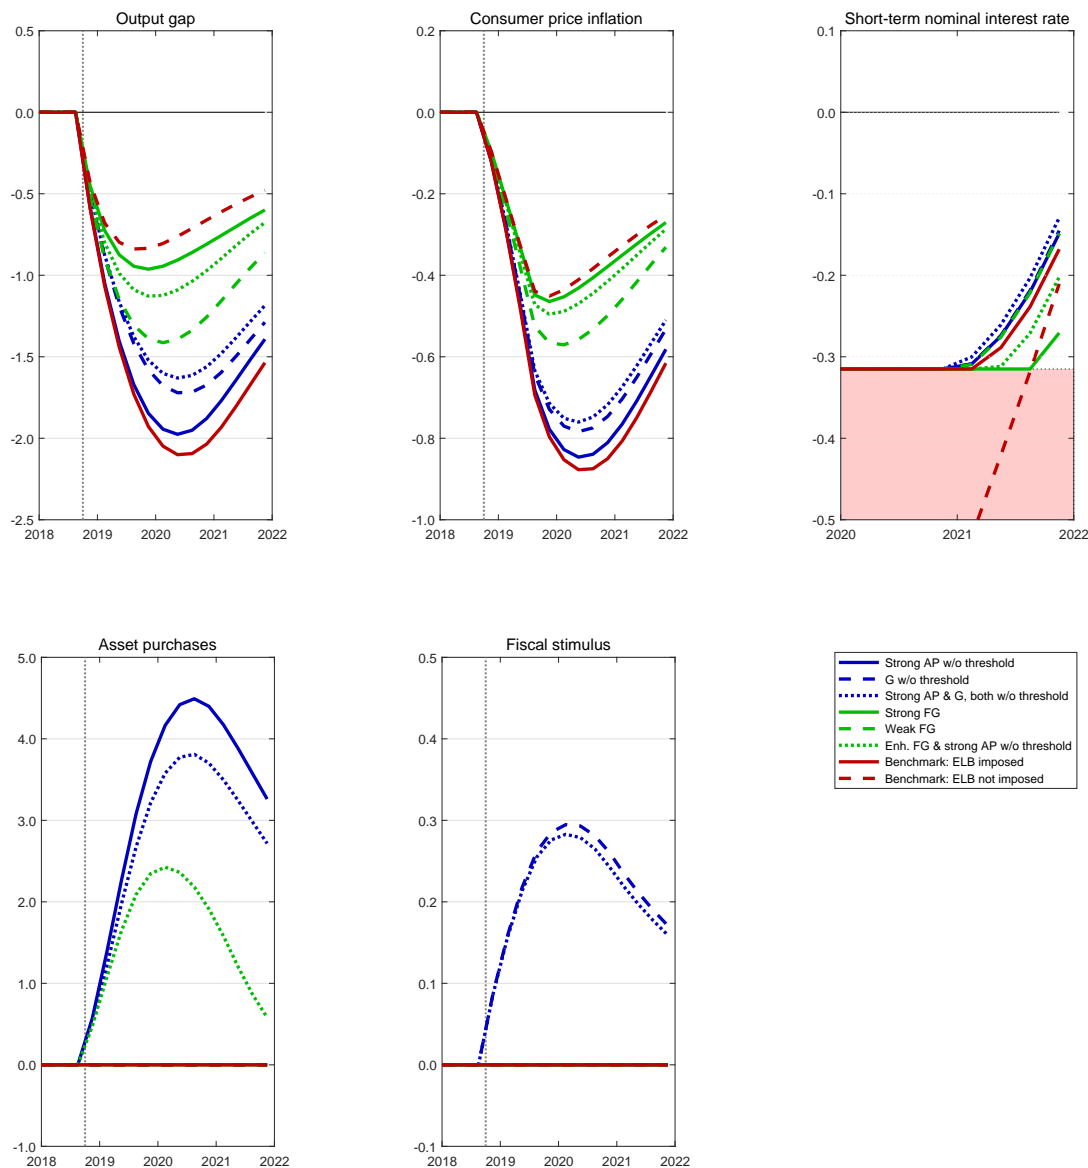 Output gap
0.5
0.0
-0.5
-1.0
-1.5
-2.0
-2.5
2018 2019 2020 2021 2022
Consumer price inflation
0.2
0.0
-0.2
-0.4
-0.6
-0.8
-1.0
2018 2019 2020 2021 2022
Short-term nominal interest rate
0.1
0.0
-0.1
-0.2
-0.3
-0.4
-0.5
2020 2021 2022
Asset purchases
5.0
4.0
3.0
2.0
1.0
0.0
-1.0
2018 2019 2020 2021 2022
Fiscal stimulus
0.5
0.4
0.3
0.2
0.1
0.0
-0.1
2018 2019 2020 2021 2022
Strong AP w/o threshold
G w/o threshold
Strong AP & G, both w/o threshold
Strong FG
Weak FG
Enh. FG & strong AP w/o threshold
Benchmark: ELB imposed
Benchmark: ELB not imposed